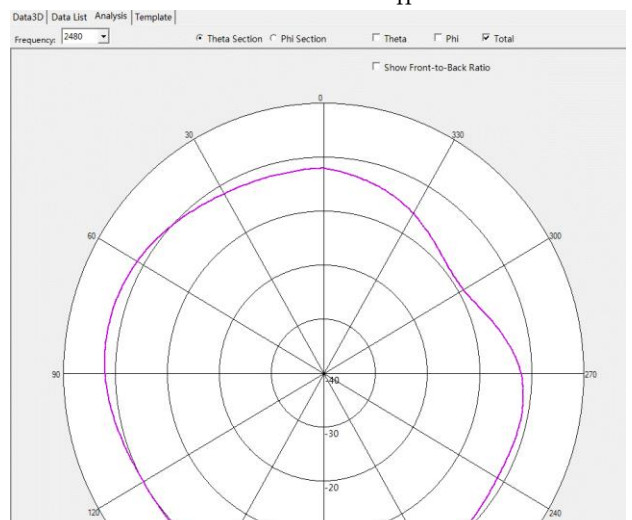 Data3D Data List Analysis Template
Frequency: 2480 Theta Section Phi Section Theta Phi Total
Show Front-to-Back Ratio
0
30 330
60 300
90 -40 270
-30
-20
120 240